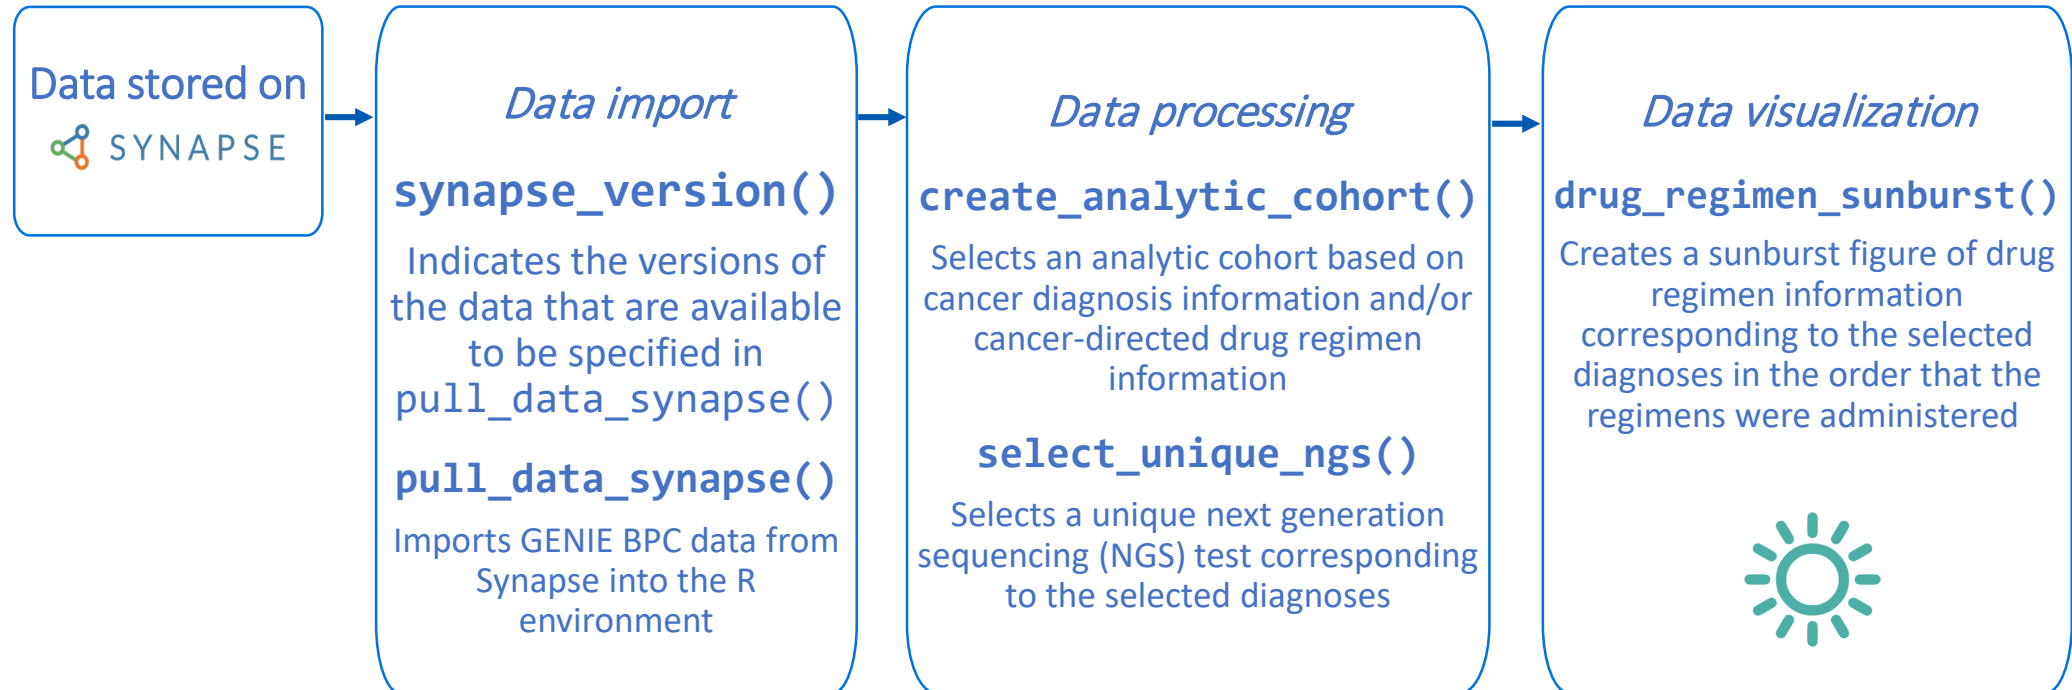 Data stored on
SYNAPSE
Data import
synapse_version()
Indicates the versions of
the data that are available
to be specified in
pull_data_synapse()
pull_data_synapse()
Imports GENIE BPC data from
Synapse into the R
environment
Data processing
create_analytic_cohort()
Selects an analytic cohort based on
cancer diagnosis information and/or
cancer-directed drug regimen
information
select_unique_ngs()
Selects a unique next generation
sequencing (NGS) test corresponding
to the selected diagnoses
Data visualization
drug_regimen_sunburst()
Creates a sunburst figure of drug
regimen information
corresponding to the selected
diagnoses in the order that the
regimens were administered